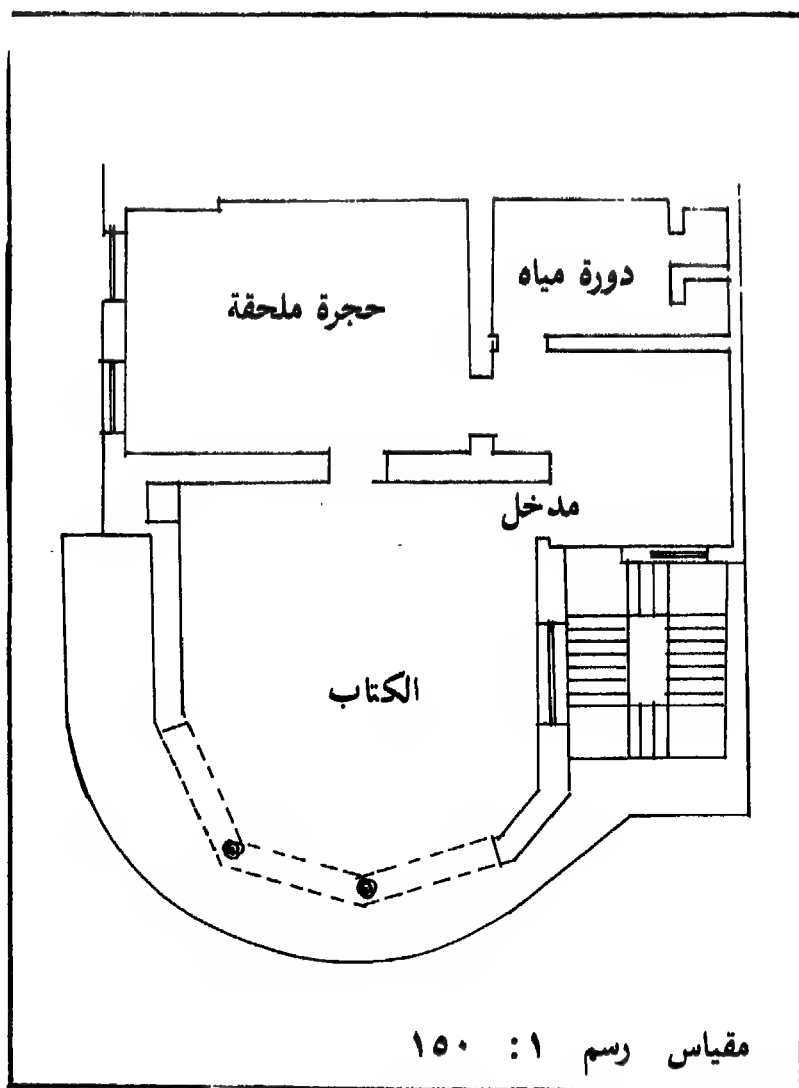 دورة مياه
حجرة ملحقة
مدخل
الكتاب
مقياس رسم ١: ١٥٠